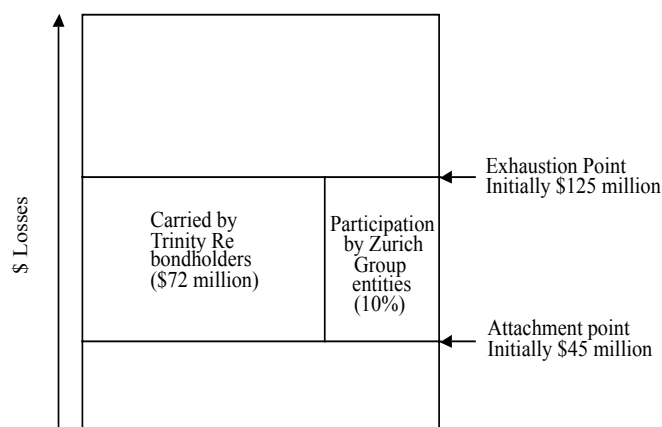 $ Losses
Exhaustion Point
Initially $125 million
Carried by
Trinity Re
bondholders
($72 million)
Participation
by Zurich
Group
entities
(10%)
Attachment point
Initially $45 million